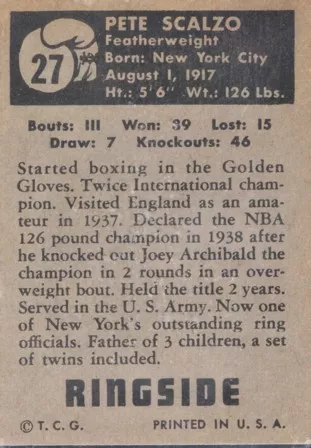 27
PETE SCALZO
Featherweight
Born: New York City
August 1, 1917
Ht.: 5'6" Wt.: 126 Lbs.
Bouts: 111 Won: 39 Lost: 15
Draw: 7 Knockouts: 46
Started boxing in the Golden
Gloves. Twice International cham-
pion. Visited England as an ama-
teur in 1937. Declared the NBA
126 pound champion in 1938 after
he knocked out Joey Archibald the
champion in 2 rounds in an over-
weight bout. Held the title 2 years.
Served in the U. S. Army. Now one
of New York's outstanding ring
officials. Father of 3 children, a set
of twins included.
RINGSIDE
© T. C. G. PRINTED IN U. S. A.